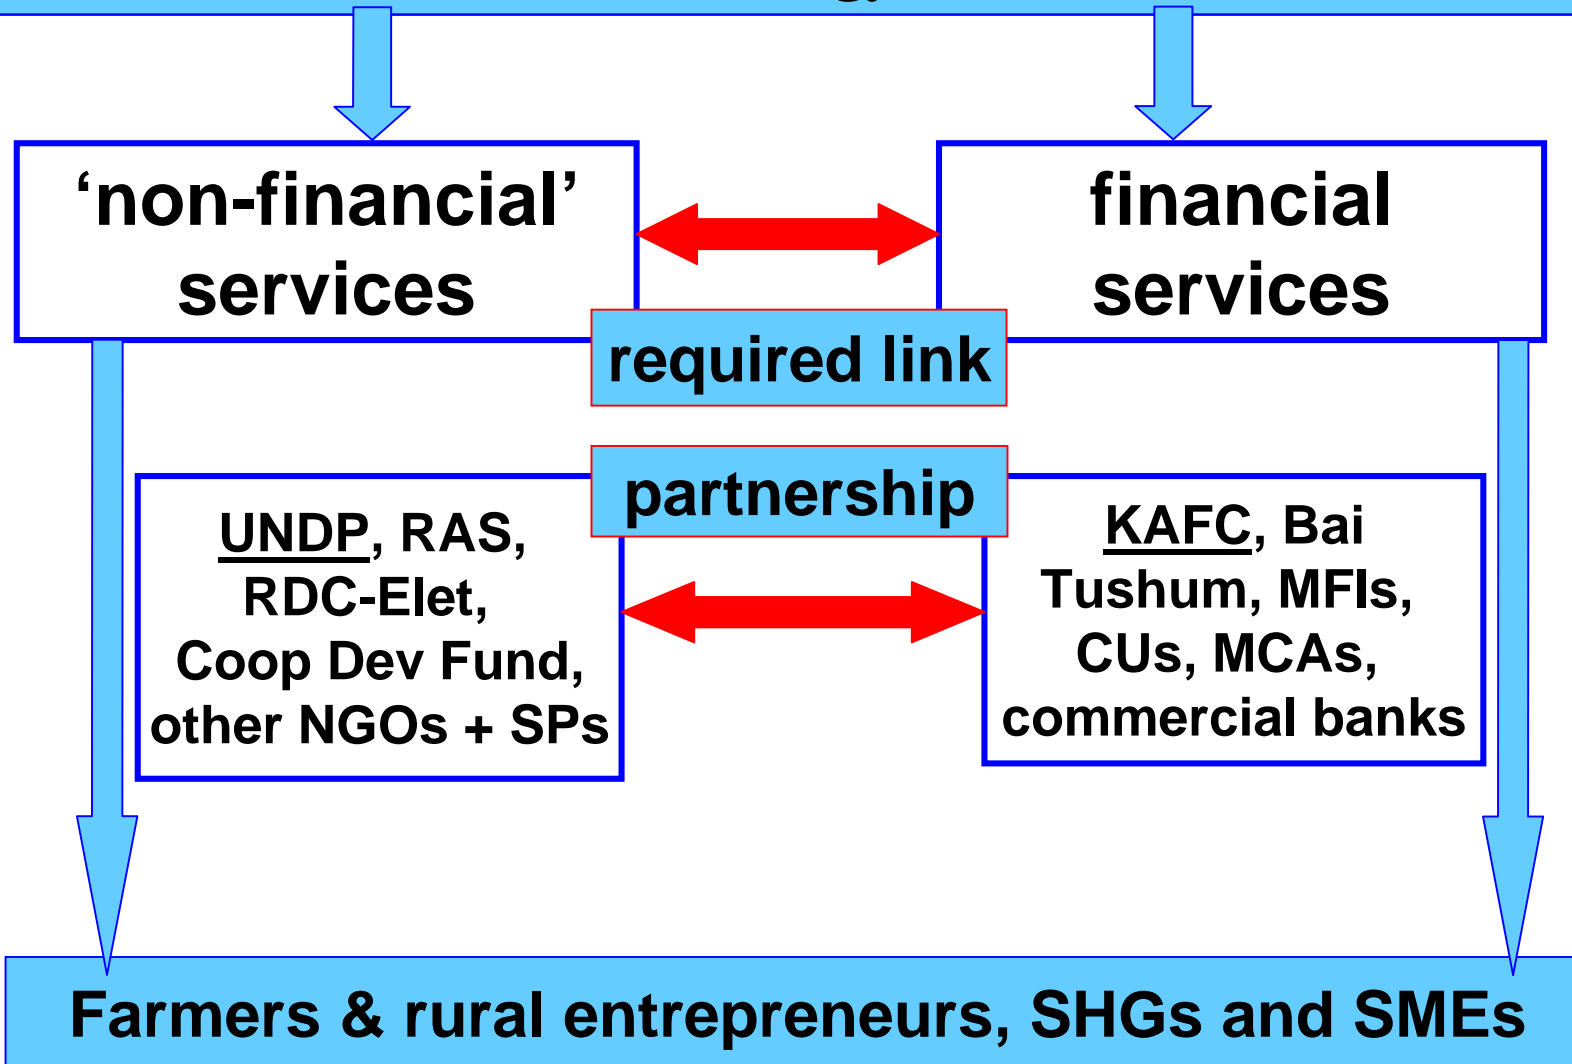 ‘non-financial’
services
financial
services
required link
partnership
UNDP, RAS,
RDC-Elet,
Coop Dev Fund,
other NGOs + SPs
KAFC, Bai
Tushum, MFIs,
CUs, MCAs,
commercial banks
Farmers & rural entrepreneurs, SHGs and SMEs